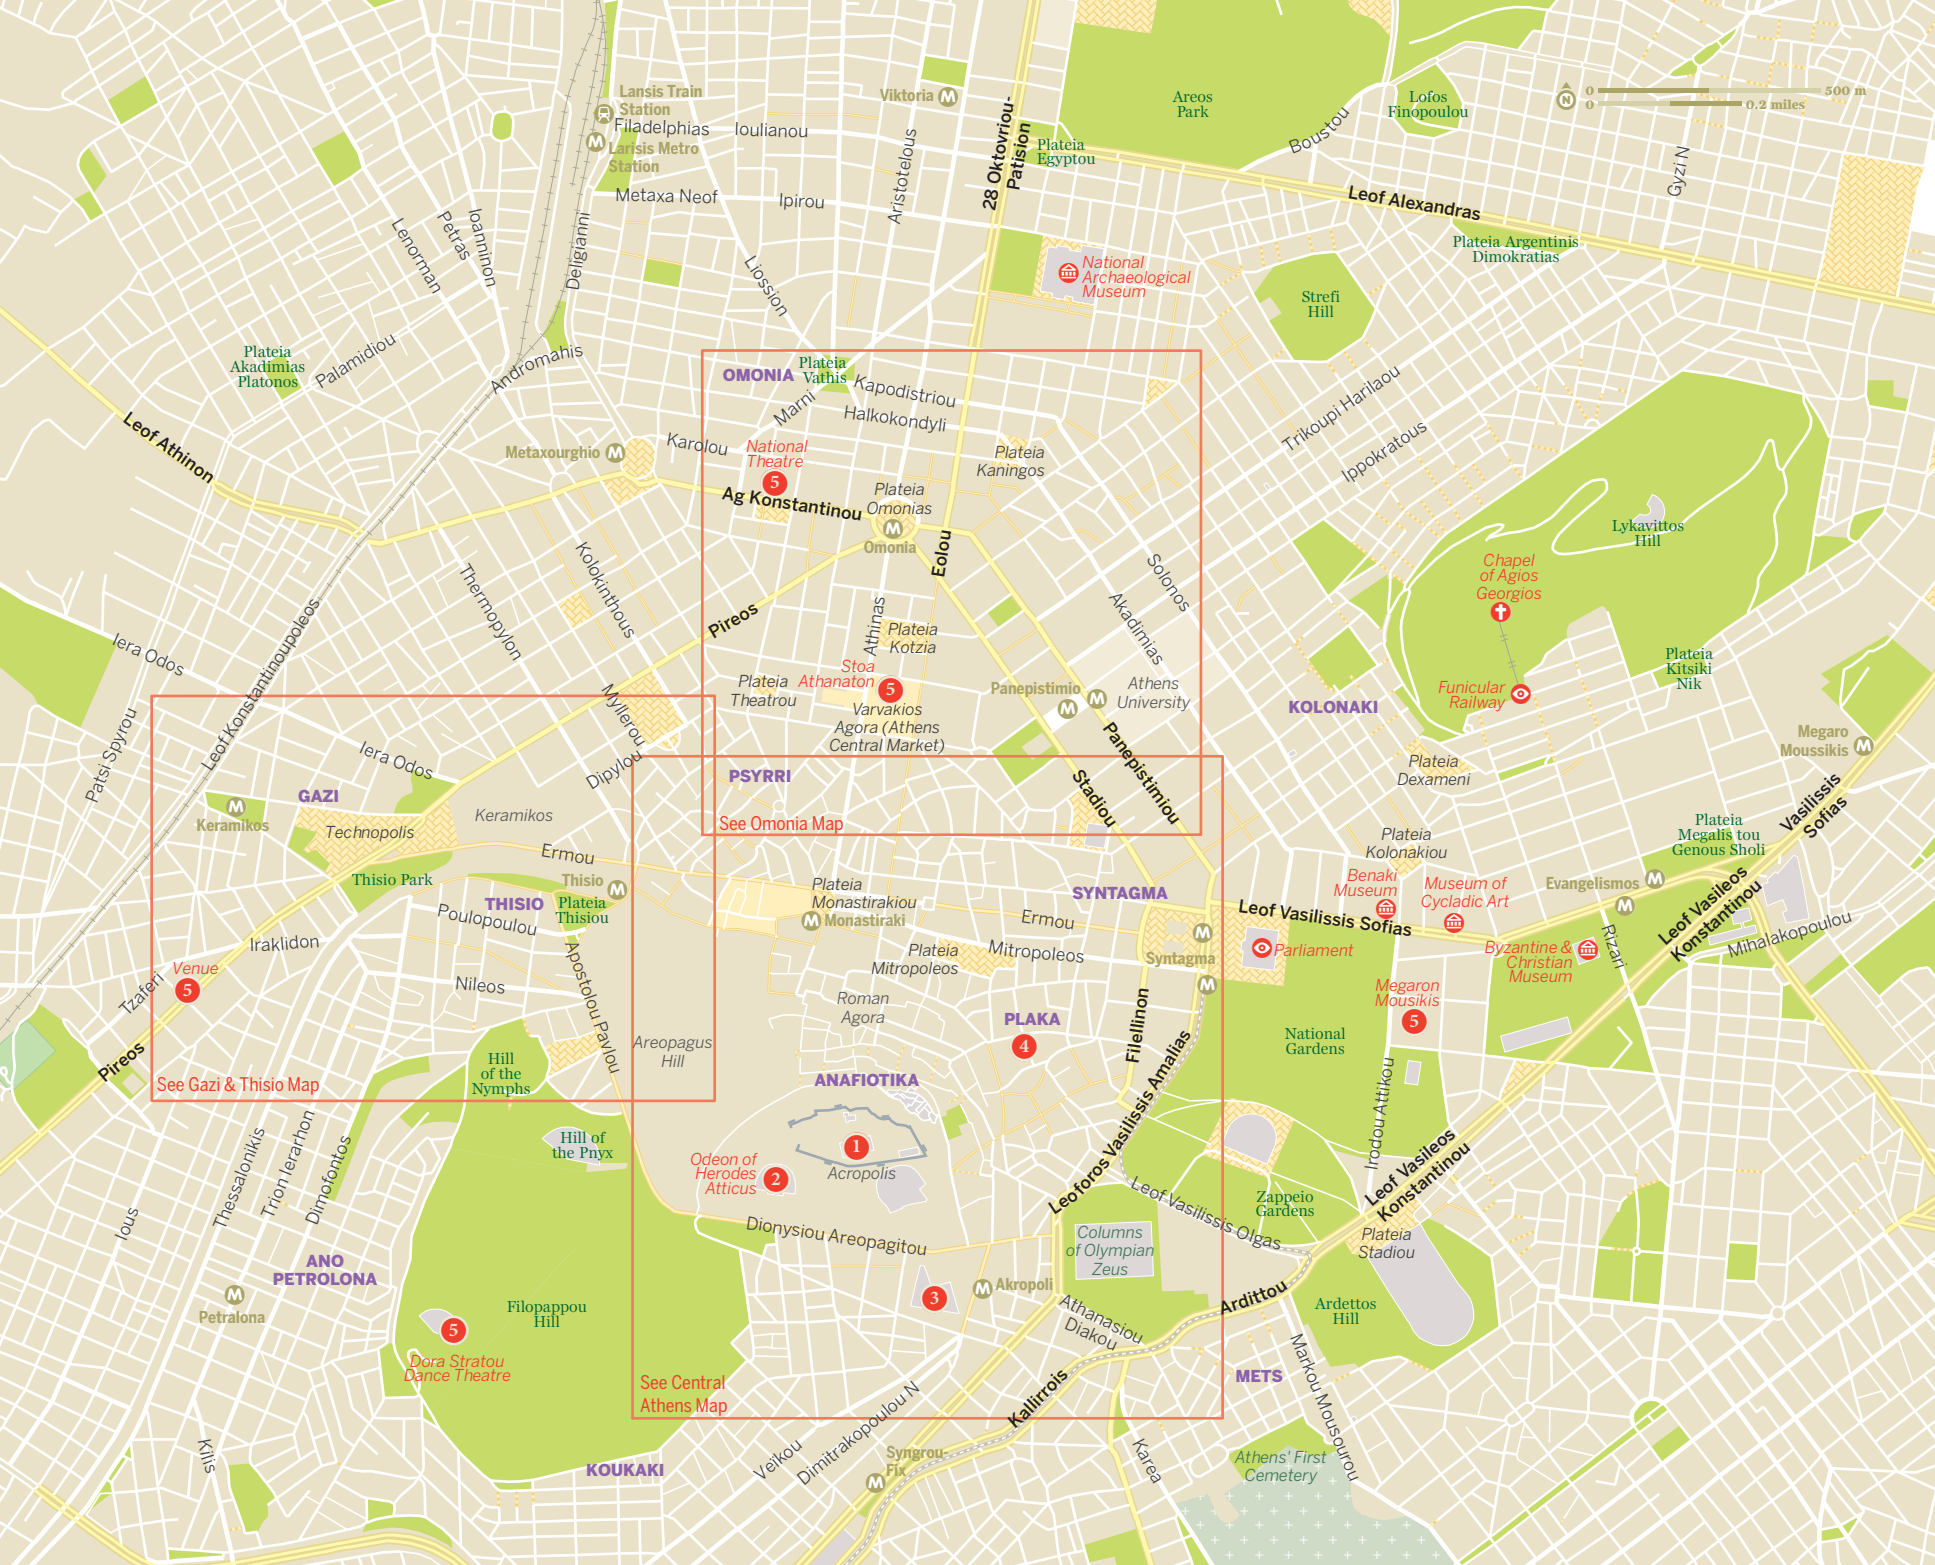 Lansis Train
Station
Filadelphias
Ioulianou
Larisis Metro
Station
Metaxa Neof
Ipirou
Viktoria
M
Aristotelous
28 Oktovriou-
Patision
Plateia
Egyptou
Areos
Park
Boustou
Lofos
Finopoulou
N
0
500 m
0
0.2 miles
Gyzi N
Leof Alexandras
Plateia Argentinis
Dimokratias
National
Archaeological
Museum
Strefi
Hill
Lenorman
Petras
Ioanninon
Deligianni
Liossion
Plateia
Akadimias
Platonos
Palamidiou
Andromahis
Leof Athinon
OMONIA
Plateia
Vathis
Kapodistriou
Marni
Halkokondyli
Karolou
Metaxourghio
M
National
Theatre
5
Ag Konstantinou
Plateia
Omonias
M
Omonia
Plateia
Kaningos
Eolou
Trikoupi Harilaou
Ippokratous
Lykavittos
Hill
Chapel
of Agios
Georgios
Funicular
Railway
Plateia
Kitsiki
Nik
Solonos
Akadimias
Kolokinthous
Thermopylon
Pireos
Athinas
Plateia
Kotzia
Stoa
Athanaton
5
Plateia
Theatrou
Varvakios
Agora (Athens
Central Market)
Panepistimio
M
M
Athens
University
KOLONAKI
Plateia
Dexameni
Megaro
Moussikis
M
Iera Odos
Leof Konstantinoupoleos
Patsi Spyrou
Iera Odos
Myllerou
Dipylou
PSYRRI
See Omonia Map
Stadiou
Panepistimiou
GAZI
M
Keramikos
Technopolis
Keramikos
Ermou
Thisio
M
Thisio Park
THISIO
Plateia
Thisiou
Poulopoulou
Iraklidon
Nileos
Apostolou Pavlou
Venue
5
Tzaferi
Pireos
See Gazi & Thisio Map
Hill
of the
Nymphs
Areopagus
Hill
Plateia
Monastirakiou
M
Monastiraki
SYNTAGMA
Ermou
Mitropoleos
Plateia
Mitropoleos
Roman
Agora
PLAKA
4
ANAFIOTIKA
Filellinon
Leoforos Vasilissis Amalias
M
Syntagma
M
Parliament
Leof Vasilissis Sofias
Plateia
Kolonakiou
Benaki
Museum
Museum of
Cycladic Art
Evangelismos
M
M
Byzantine &
Christian
Museum
Rizari
Plateia
Megalis tou
Genous Sholi
Vasilissis
Sofias
Leof Vasileos
Konstantinou
Mihalakopoulou
Megaron
Mousikis
5
National
Gardens
Irodou Attikou
Leof Vasileos
Konstantinou
Zappeio
Gardens
Leof Vasilissis Olgas
Plateia
Stadiou
Ardettos
Hill
Ardittou
Columns
of Olympian
Zeus
1
Acropolis
Odeon of
Herodes
Atticus
2
Dionysiou Areopagitou
3
M
Akropoli
Athanasiou
Diakou
Kallirrois
See Central
Athens Map
Hill of
the Pnyx
Filopappou
Hill
5
Dora Stratou
Dance Theatre
Thessalonikis
Trion Ierarhon
Dimofontos
Ious
ANO
PETROLONA
M
Petralona
Kilis
KOUKAKI
Veïkou
Dimitrakopoulou N
Syngrou-
Fix
M
Karea
METS
Markou Mousourou
Athens' First
Cemetery